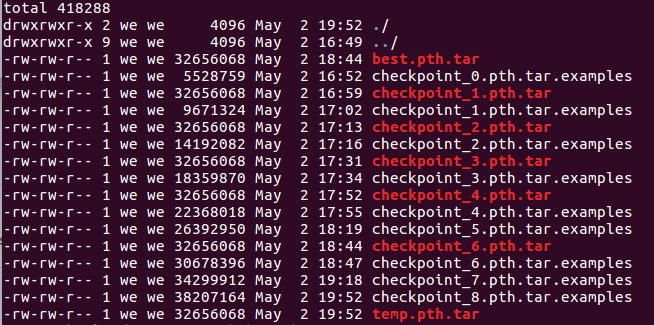 total 418288
drwxrwxr-x 2 we we     4096 May  2 19:52 ./
drwxrwxr-x 9 we we     4096 May  2 16:49 ../
-rw-rw-r-- 1 we we 32656068 May  2 18:44 best.pth.tar
-rw-rw-r-- 1 we we  5528759 May  2 16:52 checkpoint_0.pth.tar.examples
-rw-rw-r-- 1 we we 32656068 May  2 16:59 checkpoint_1.pth.tar
-rw-rw-r-- 1 we we  9671324 May  2 17:02 checkpoint_1.pth.tar.examples
-rw-rw-r-- 1 we we 32656068 May  2 17:13 checkpoint_2.pth.tar
-rw-rw-r-- 1 we we 14192082 May  2 17:16 checkpoint_2.pth.tar.examples
-rw-rw-r-- 1 we we 32656068 May  2 17:31 checkpoint_3.pth.tar
-rw-rw-r-- 1 we we 18359870 May  2 17:34 checkpoint_3.pth.tar.examples
-rw-rw-r-- 1 we we 32656068 May  2 17:52 checkpoint_4.pth.tar
-rw-rw-r-- 1 we we 22368018 May  2 17:55 checkpoint_4.pth.tar.examples
-rw-rw-r-- 1 we we 26392950 May  2 18:19 checkpoint_5.pth.tar.examples
-rw-rw-r-- 1 we we 32656068 May  2 18:44 checkpoint_6.pth.tar
-rw-rw-r-- 1 we we 30678396 May  2 18:47 checkpoint_6.pth.tar.examples
-rw-rw-r-- 1 we we 34299912 May  2 19:18 checkpoint_7.pth.tar.examples
-rw-rw-r-- 1 we we 38207164 May  2 19:52 checkpoint_8.pth.tar.examples
-rw-rw-r-- 1 we we 32656068 May  2 19:52 temp.pth.tar